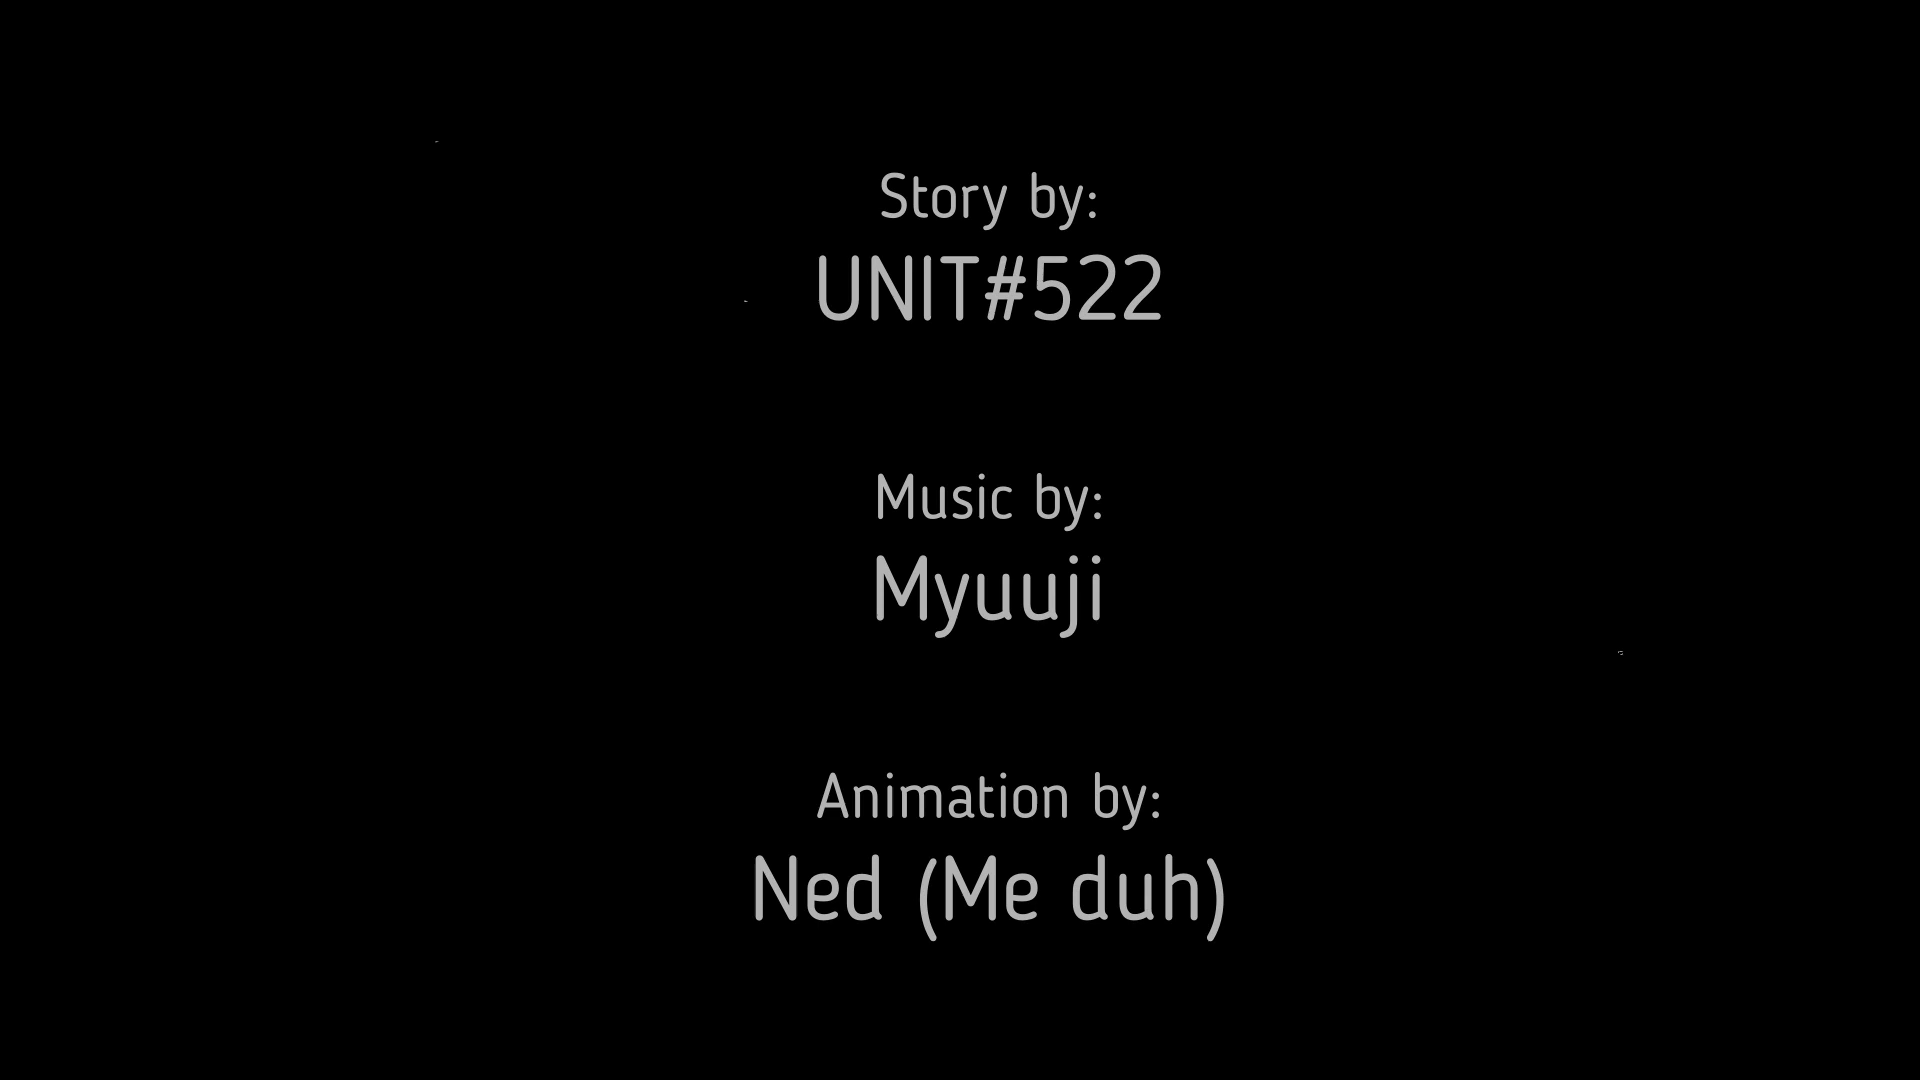 Story by:
UNIT#522
Music by:
Myuuji
Animation by:
Ned (Me duh)